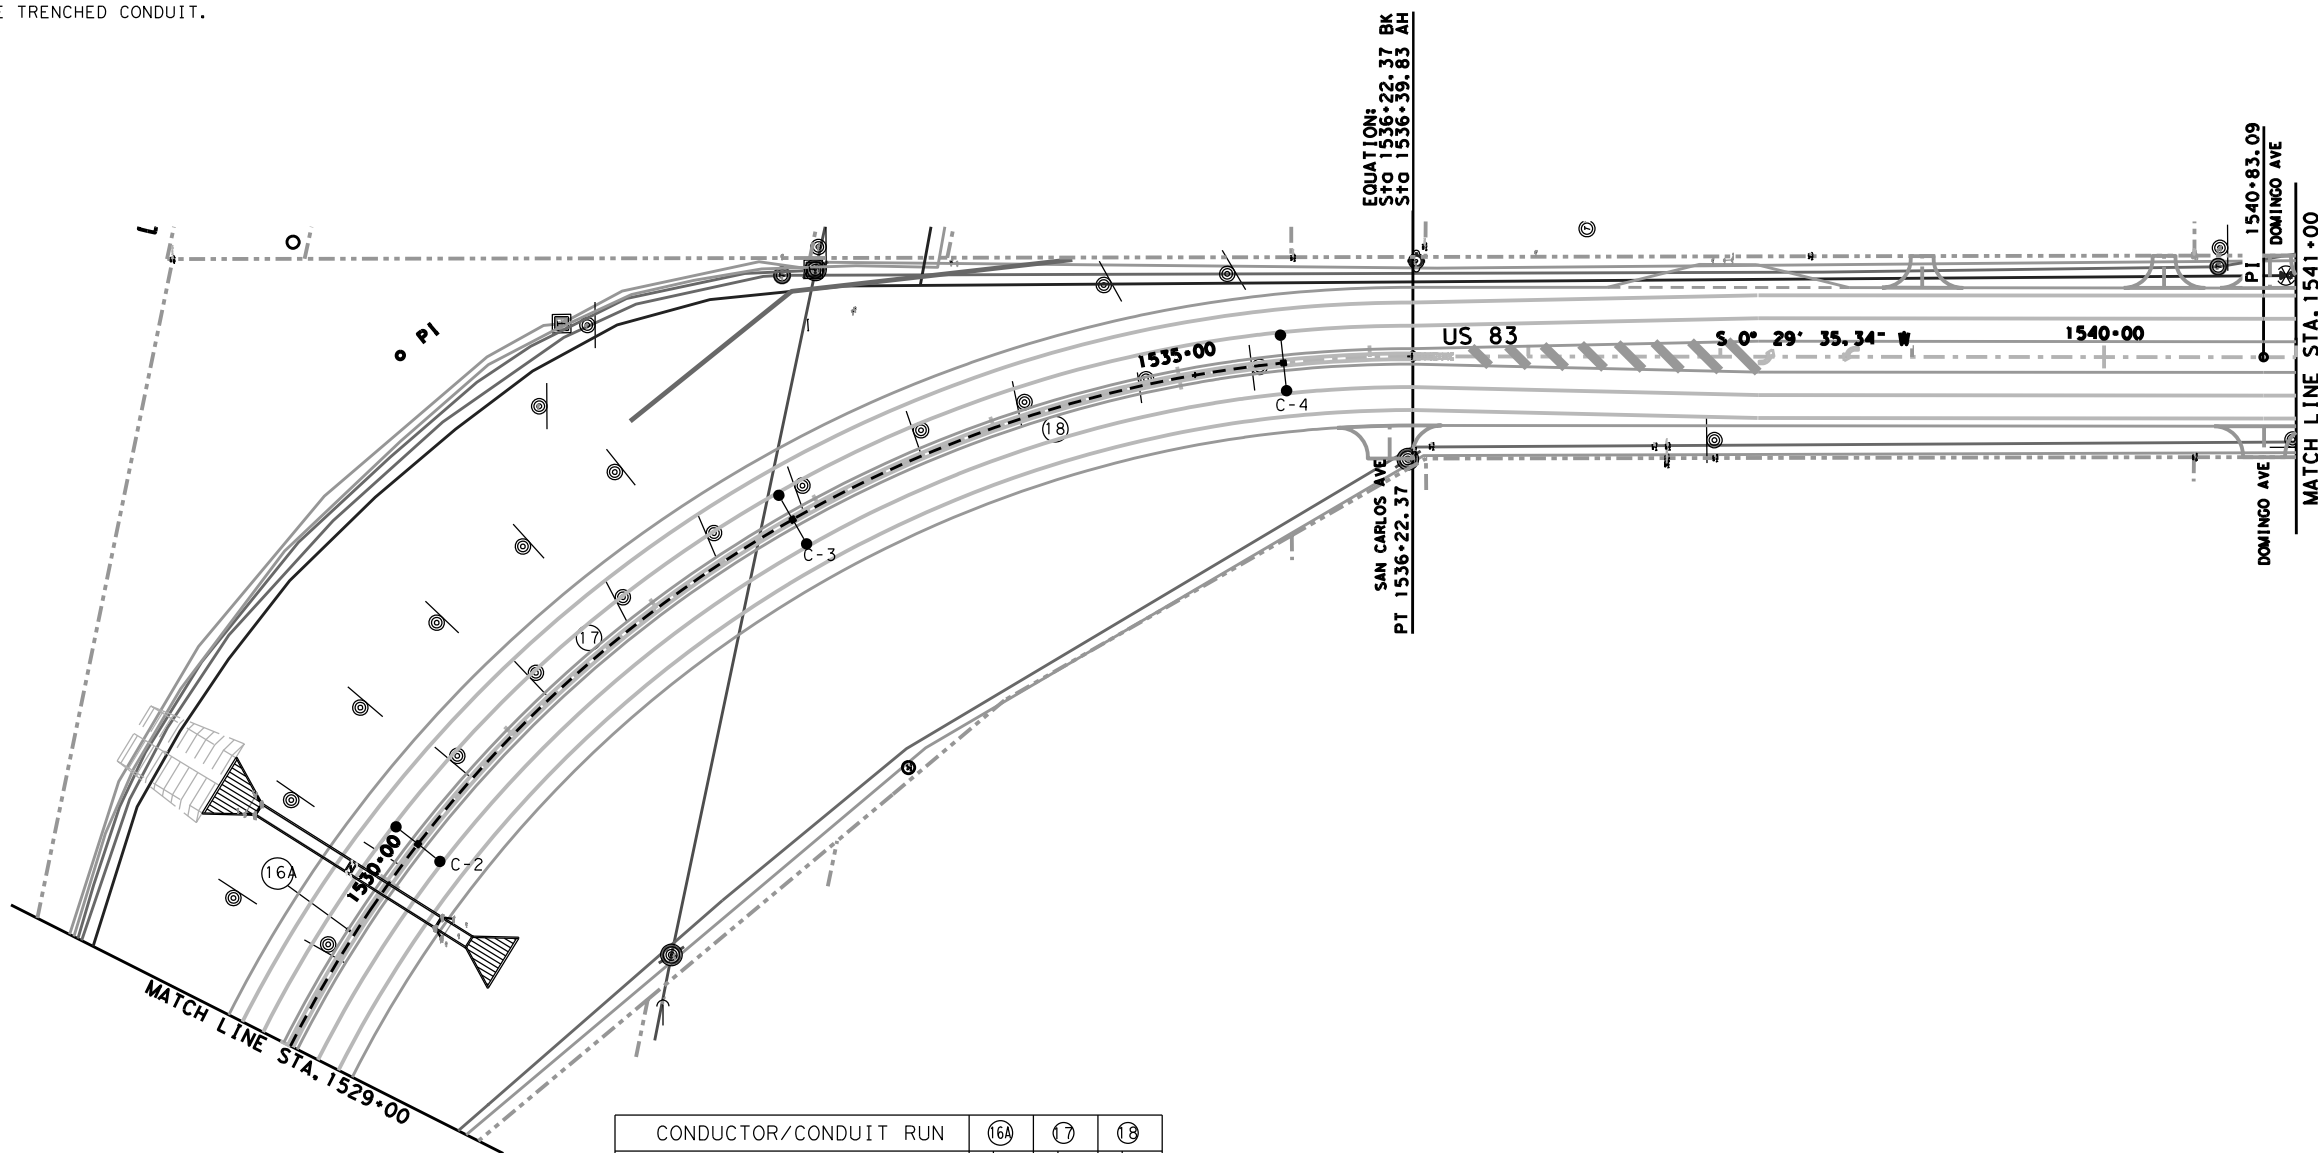 TRENCHED CONDUIT.
EQUATION:
Sta 1536+22.37 BK
Sta 1536+39.83 AH
PI 1540+83.09
DOMINGO AVE
L
PI
1535+00
US 83
S 0° 29' 35.34" W
1540+00
MATCH LINE STA. 1541+00
C-4
18
C-3
SAN CARLOS AVE
PT 1536+22.37
DOMINGO AVE
17
1530+00
C-2
16A
MATCH LINE STA. 1529+00
CONDUCTOR/CONDUIT RUN 16A 17 18